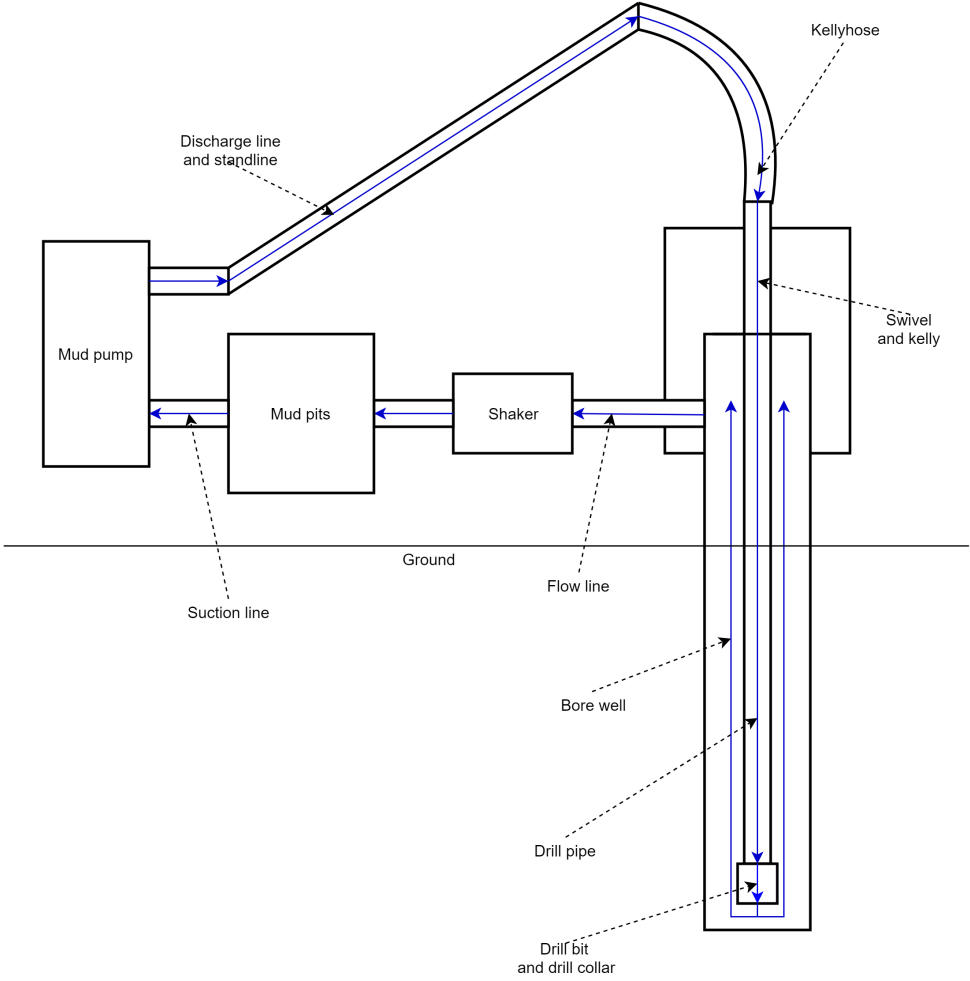 Kellyhose
Discharge line
and standline
Swivel
and kelly
Mud pump
Mud pits
Shaker
Ground
Flow line
Suction line
Bore well
Drill pipe
Drill bit
and drill collar